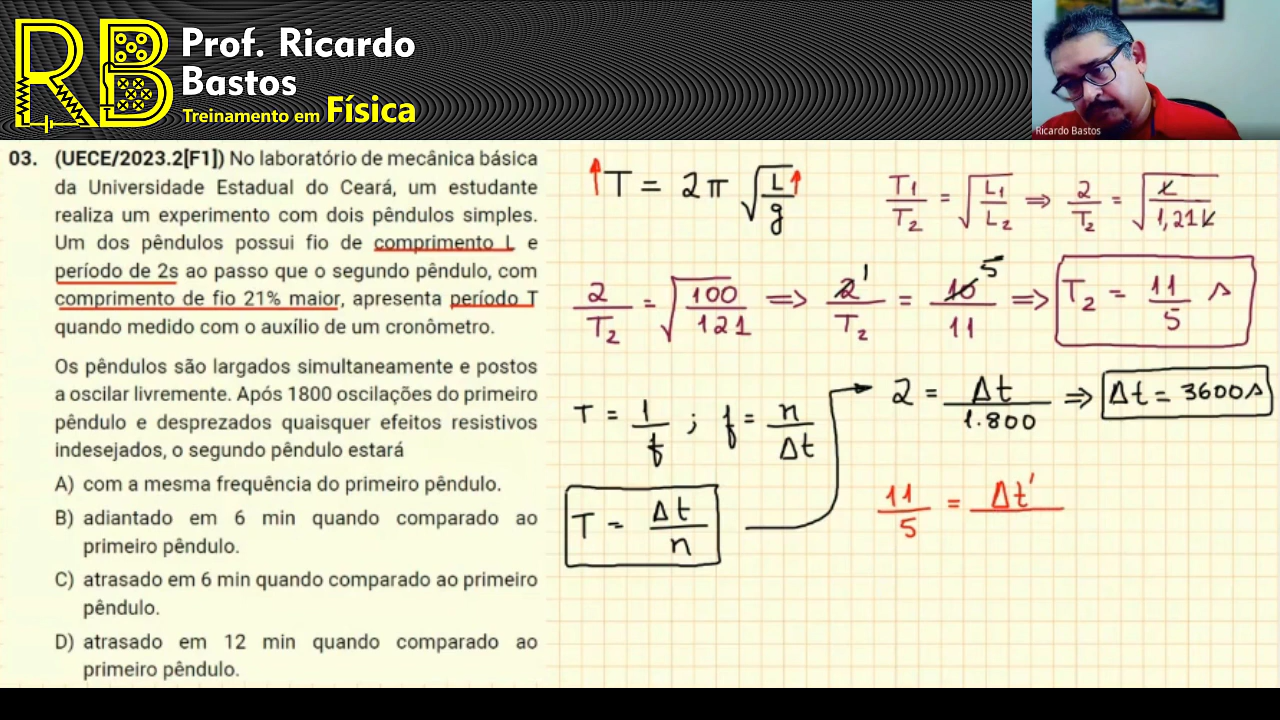 RB
Prof. Ricardo
Bastos
Treinamento em Física
Ricardo Bastos
03. (UECE/2023.2[F1]) No laboratório de mecânica básica
da Universidade Estadual do Ceará, um estudante
realiza um experimento com dois pêndulos simples.
Um dos pêndulos possui fio de comprimento L e
período de 2s ao passo que o segundo pêndulo, com
comprimento de fio 21% maior, apresenta período T
quando medido com o auxílio de um cronômetro.
Os pêndulos são largados simultaneamente e postos
a oscilar livremente. Após 1800 oscilações do primeiro
pêndulo e desprezados quaisquer efeitos resistivos
indesejados, o segundo pêndulo estará
A) com a mesma frequência do primeiro pêndulo.
B) adiantado em 6 min quando comparado ao
primeiro pêndulo.
C) atrasado em 6 min quando comparado ao primeiro
pêndulo.
D) atrasado em 12 min quando comparado ao
primeiro pêndulo.
↑T = 2π √(L↑/g)
T₁/T₂ = √(L₁/L₂) ⇒ 2/T₂ = √(L/1,21L)
2/T₂ = √(100/121) ⇒ 2 1/T₂ = 10 5/11 ⇒ T₂ = 11/5 s
T = 1/f ; f = n/Δt
T = Δt/n
2 = Δt/1.800 ⇒ Δt = 3600s
11/5 = Δt'/